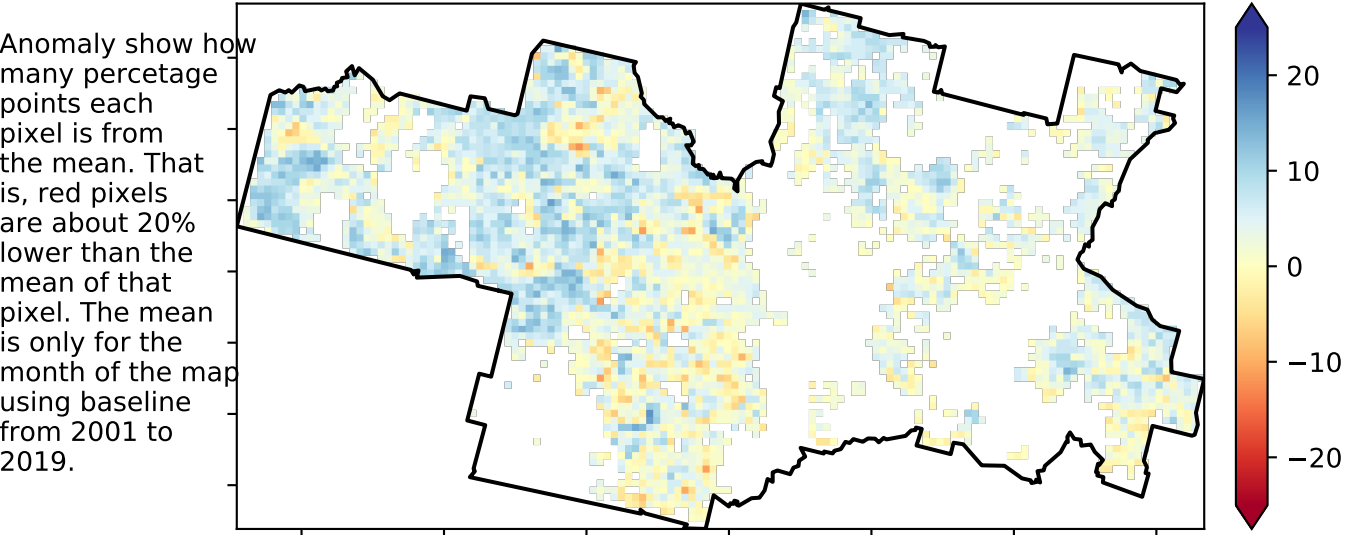 Anomaly show how
many percetage
points each
pixel is from
the mean. That
is, red pixels
are about 20%
lower than the
mean of that
pixel. The mean
is only for the
month of the map
using baseline
from 2001 to
2019.
20
10
0
−10
−20